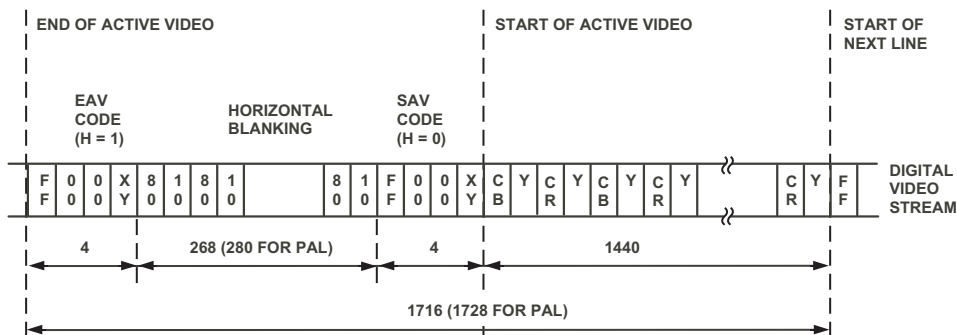 END OF ACTIVE VIDEO
START OF ACTIVE VIDEO
START OF
NEXT LINE
EAV
CODE
(H = 1)
HORIZONTAL
BLANKING
SAV
CODE
(H = 0)
F 0 0 X 8 1 8 1 8 1 F 0 0 X C Y C Y C Y C Y C Y F
F 0 0 Y 0 0 0 0 0 0 F 0 0 Y B R B R R F
DIGITAL
VIDEO
STREAM
4
268 (280 FOR PAL)
4
1440
1716 (1728 FOR PAL)